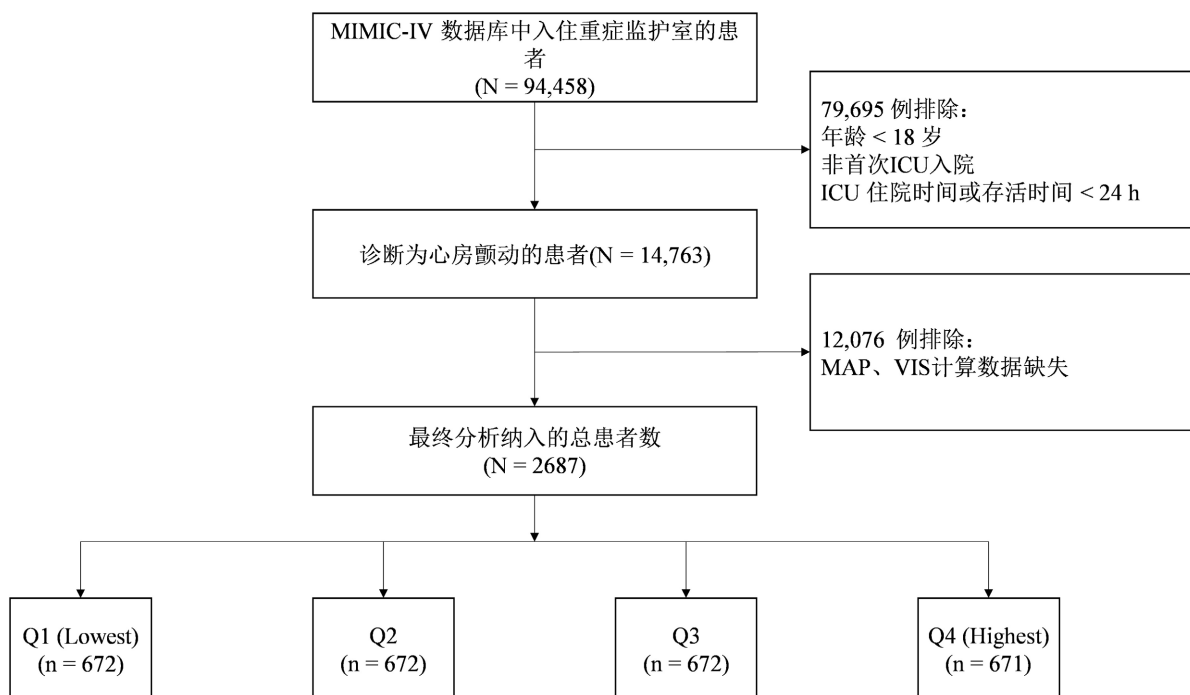 MIMIC-IV 数据库中入住重症监护室的患
者
(N = 94,458)
79,695 例排除：
年龄 < 18 岁
非首次ICU入院
ICU 住院时间或存活时间 < 24 h
诊断为心房颤动的患者(N = 14,763)
12,076 例排除：
MAP、VIS计算数据缺失
最终分析纳入的总患者数
(N = 2687)
Q1 (Lowest)
(n = 672)
Q2
(n = 672)
Q3
(n = 672)
Q4 (Highest)
(n = 671)